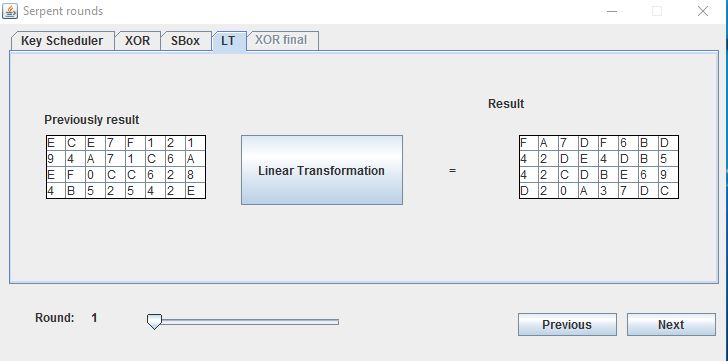 Serpent rounds
Key Scheduler XOR SBox LT XOR final
Result
Previously result
E C E 7 F 1 2 1
9 4 A 7 1 C 6 A
E F 0 C C 6 2 8
4 B 5 2 5 4 2 E
Linear Transformation
=
F A 7 D F 6 B D
4 2 D E 4 D B 5
4 2 C D B E 6 9
D 2 0 A 3 7 D C
Round: 1
Previous Next